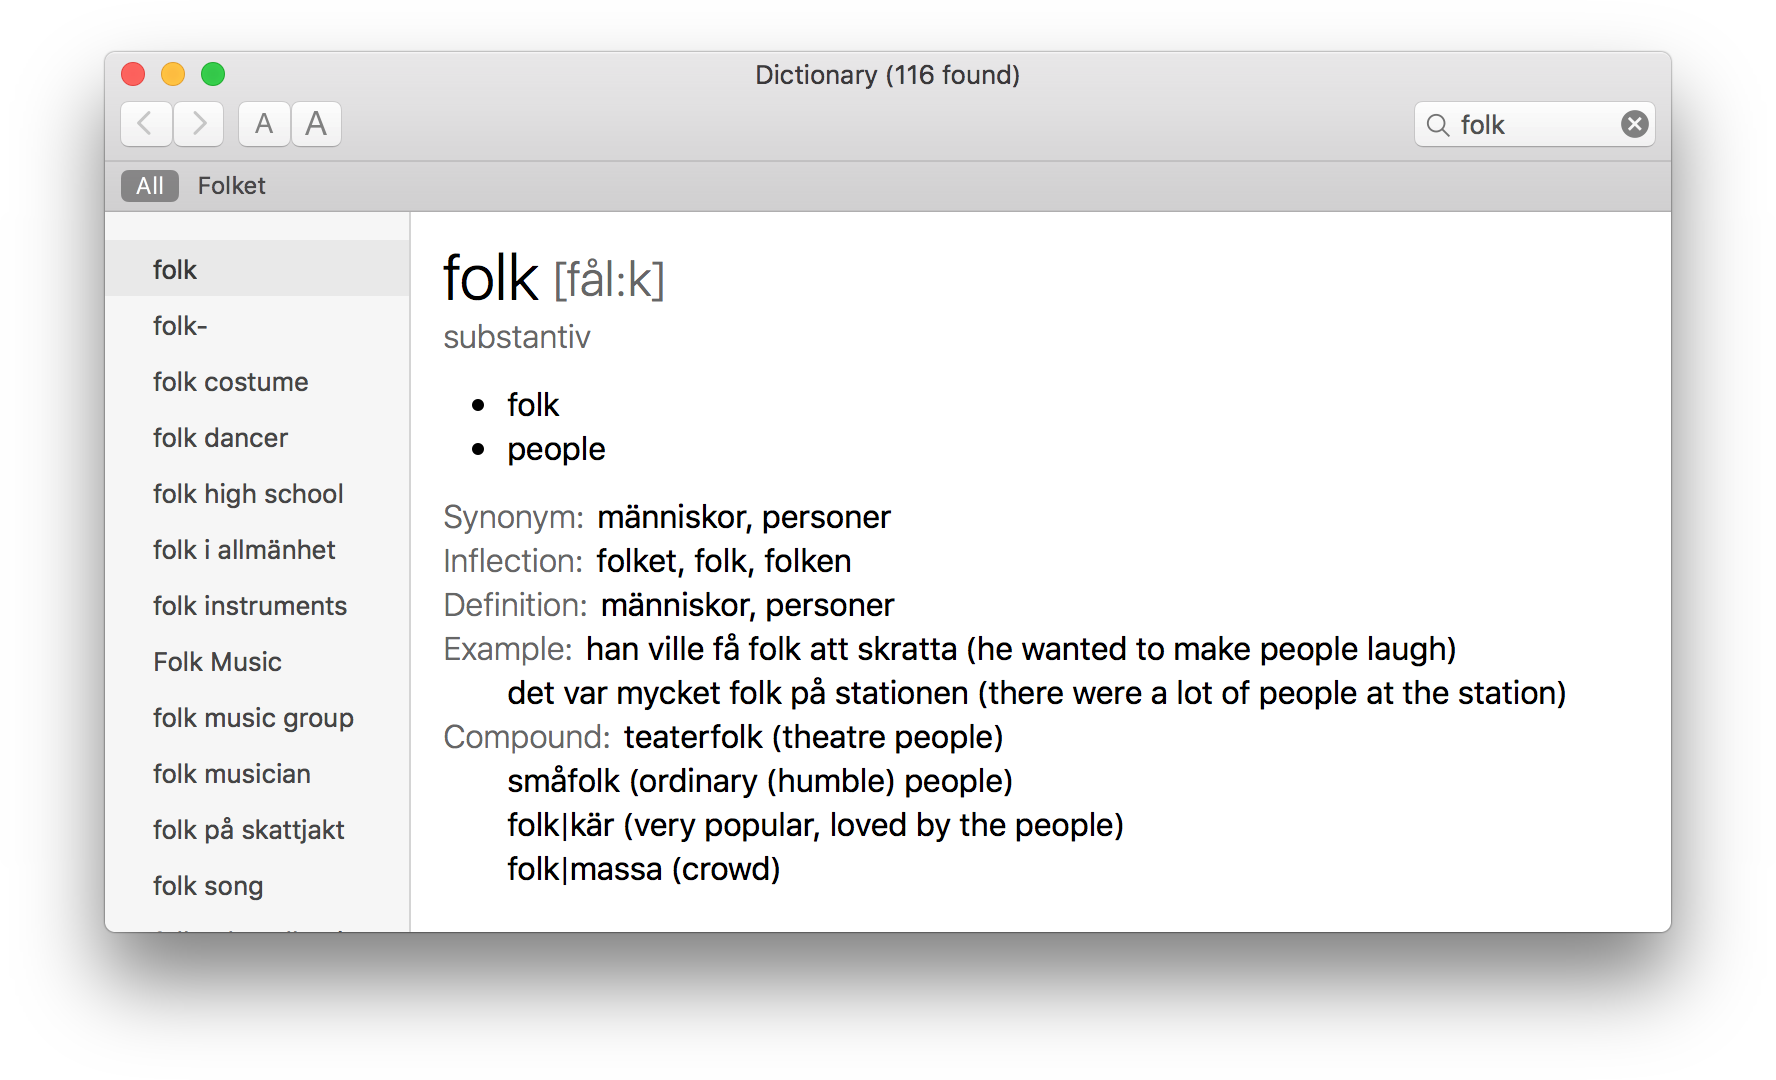 Dictionary (116 found)
A A
folk
All Folket
folk
folk-
folk costume
folk dancer
folk high school
folk i allmänhet
folk instruments
Folk Music
folk music group
folk musician
folk på skattjakt
folk song
folk [fål:k]
substantiv
• folk
• people
Synonym: människor, personer
Inflection: folket, folk, folken
Definition: människor, personer
Example: han ville få folk att skratta (he wanted to make people laugh)
det var mycket folk på stationen (there were a lot of people at the station)
Compound: teaterfolk (theatre people)
småfolk (ordinary (humble) people)
folk|kär (very popular, loved by the people)
folk|massa (crowd)